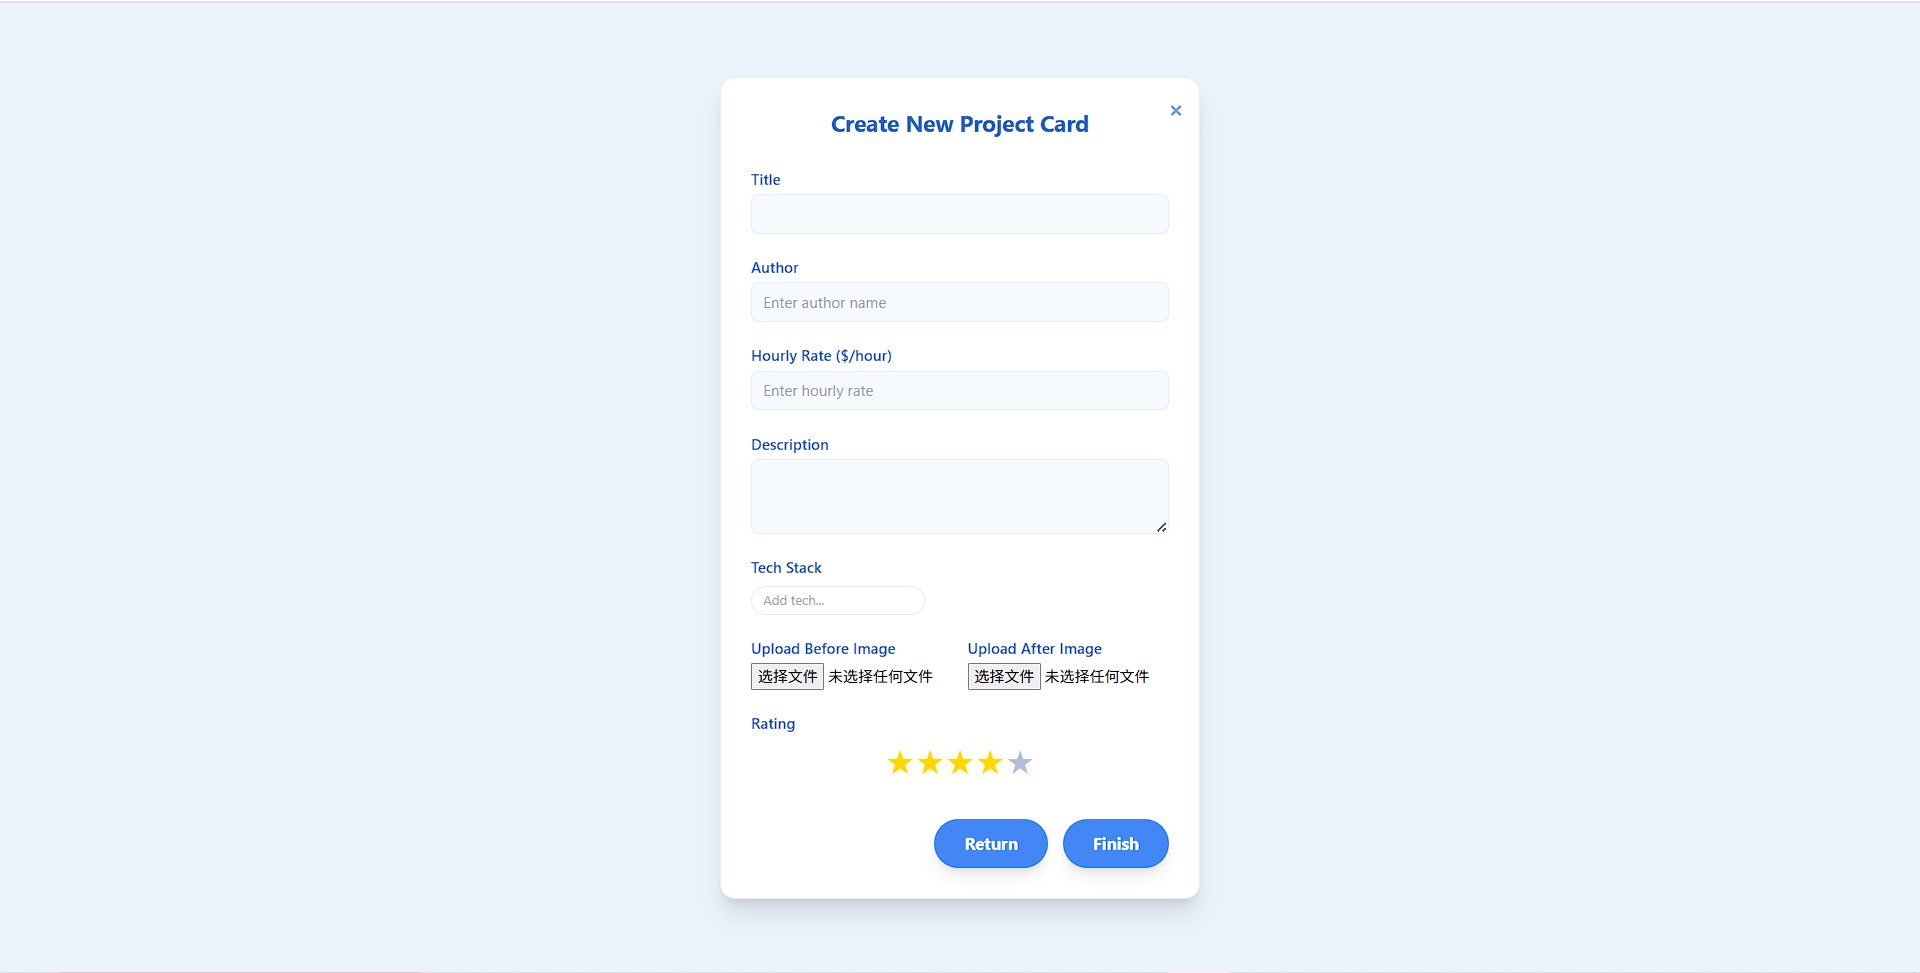 Create New Project Card
×
Title
Author
Enter author name
Hourly Rate ($/hour)
Enter hourly rate
Description
Tech Stack
Add tech...
Upload Before Image Upload After Image
选择文件 未选择任何文件 选择文件 未选择任何文件
Rating
★★★★★
Return Finish